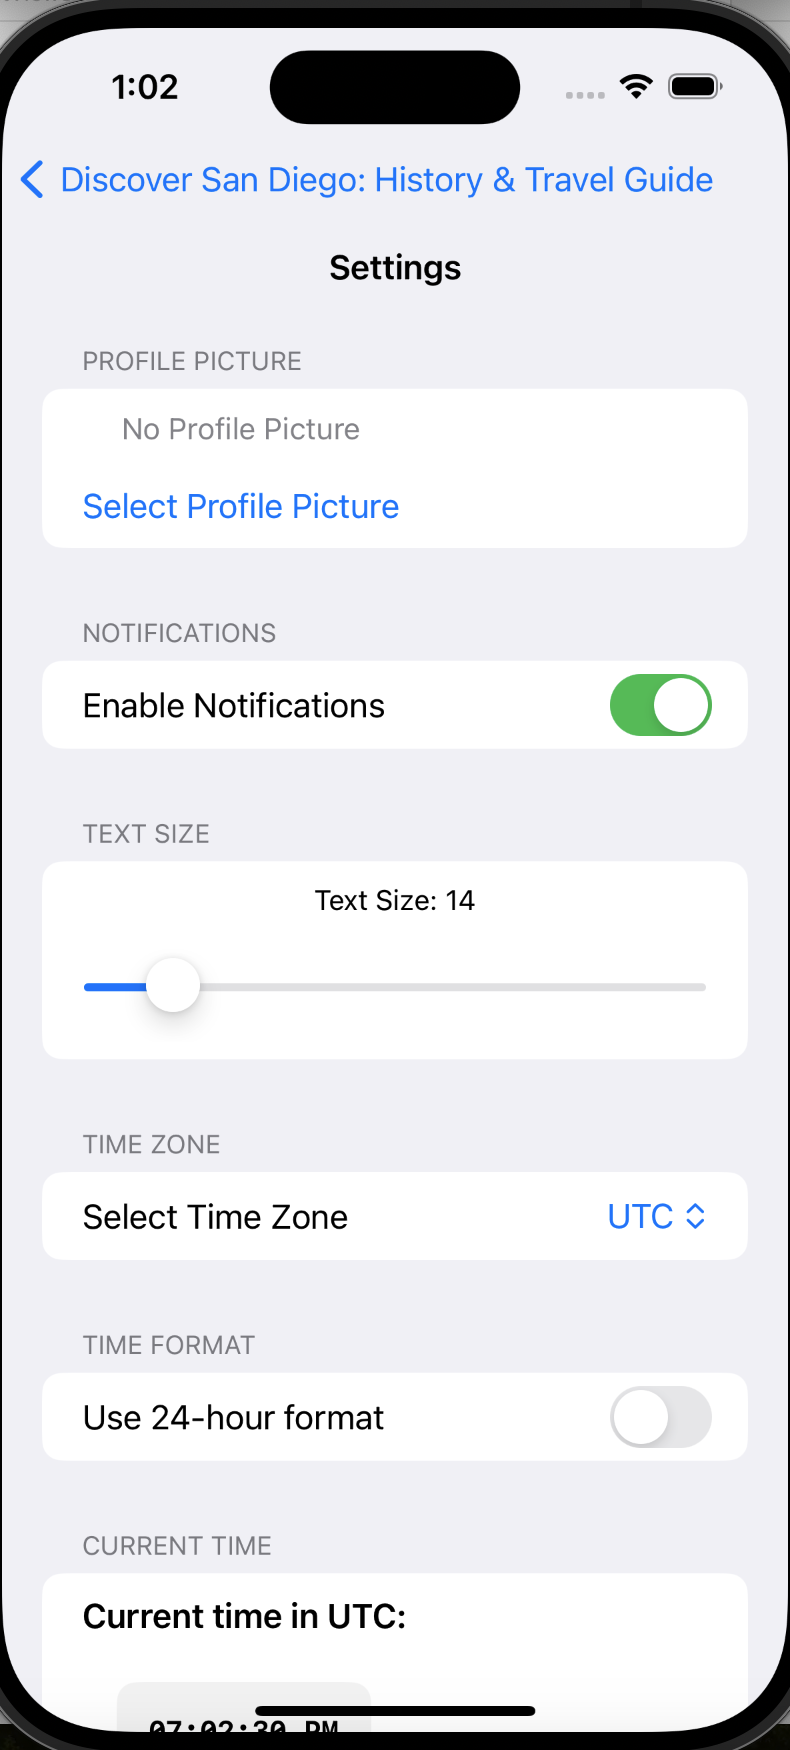 1:02
Discover San Diego: History & Travel Guide
Settings
PROFILE PICTURE
No Profile Picture
Select Profile Picture
NOTIFICATIONS
Enable Notifications
TEXT SIZE
Text Size: 14
TIME ZONE
Select Time Zone UTC
TIME FORMAT
Use 24-hour format
CURRENT TIME
Current time in UTC:
07:02:30 PM